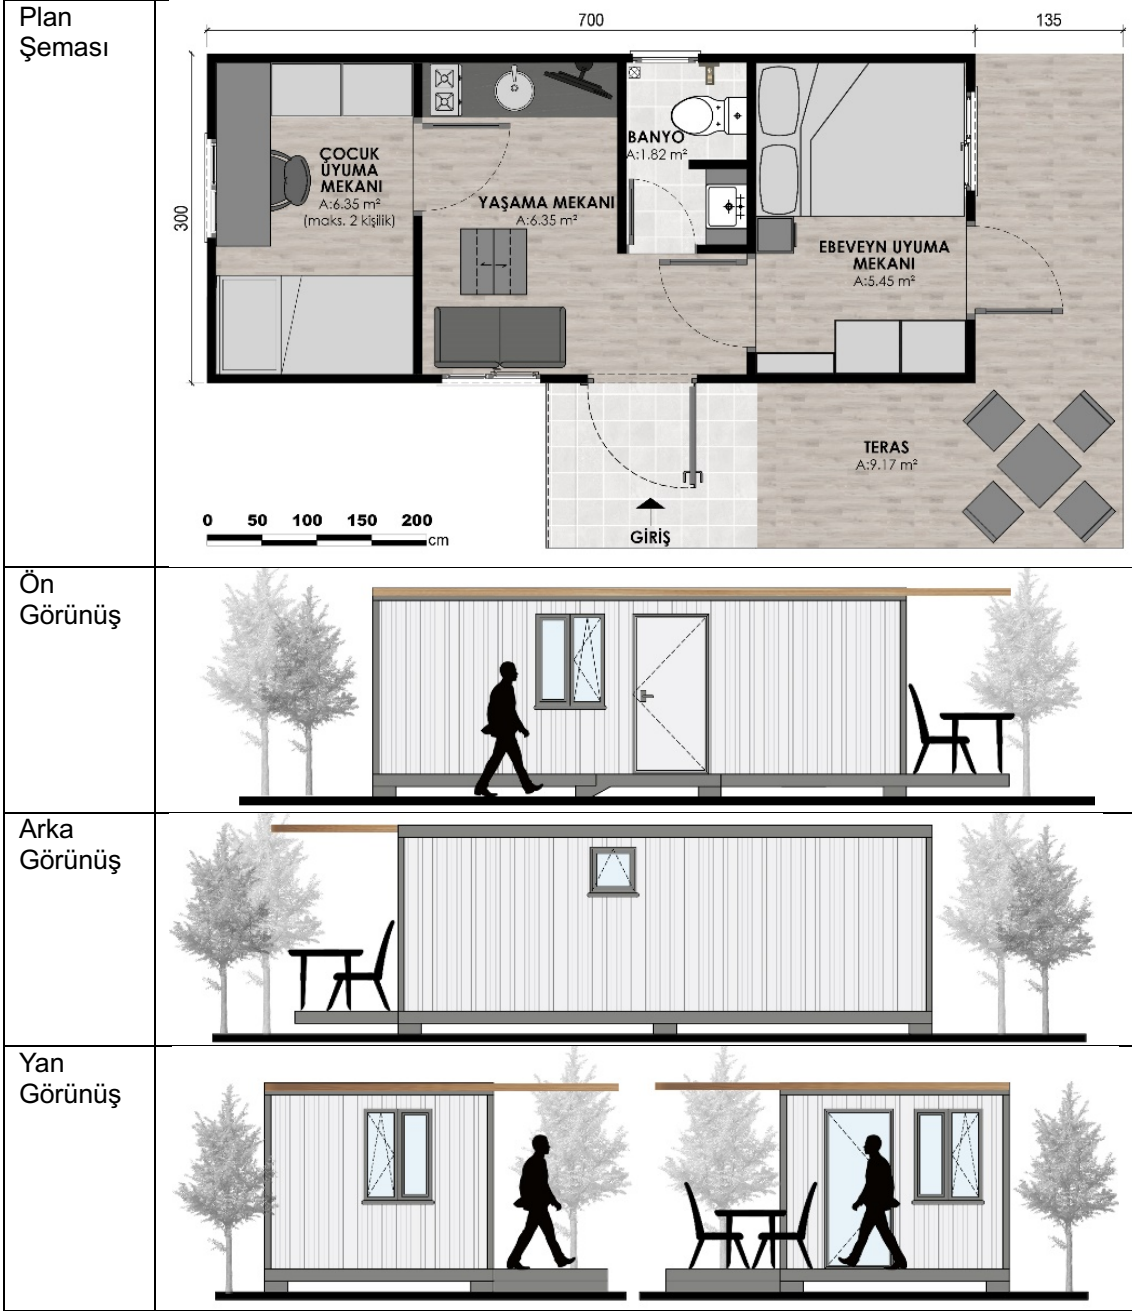 Plan
Şeması
700
135
300
ÇOCUK
UYUMA
MEKANI
A:6.35 m²
(maks. 2 kişilik)
YAŞAMA MEKANI
A:6.35 m²
BANYO
A:1.82 m²
EBEVEYN UYUMA
MEKANI
A:5.45 m²
TERAS
A:9.17 m²
GİRİŞ
0 50 100 150 200
cm
Ön
Görünüş
Arka
Görünüş
Yan
Görünüş